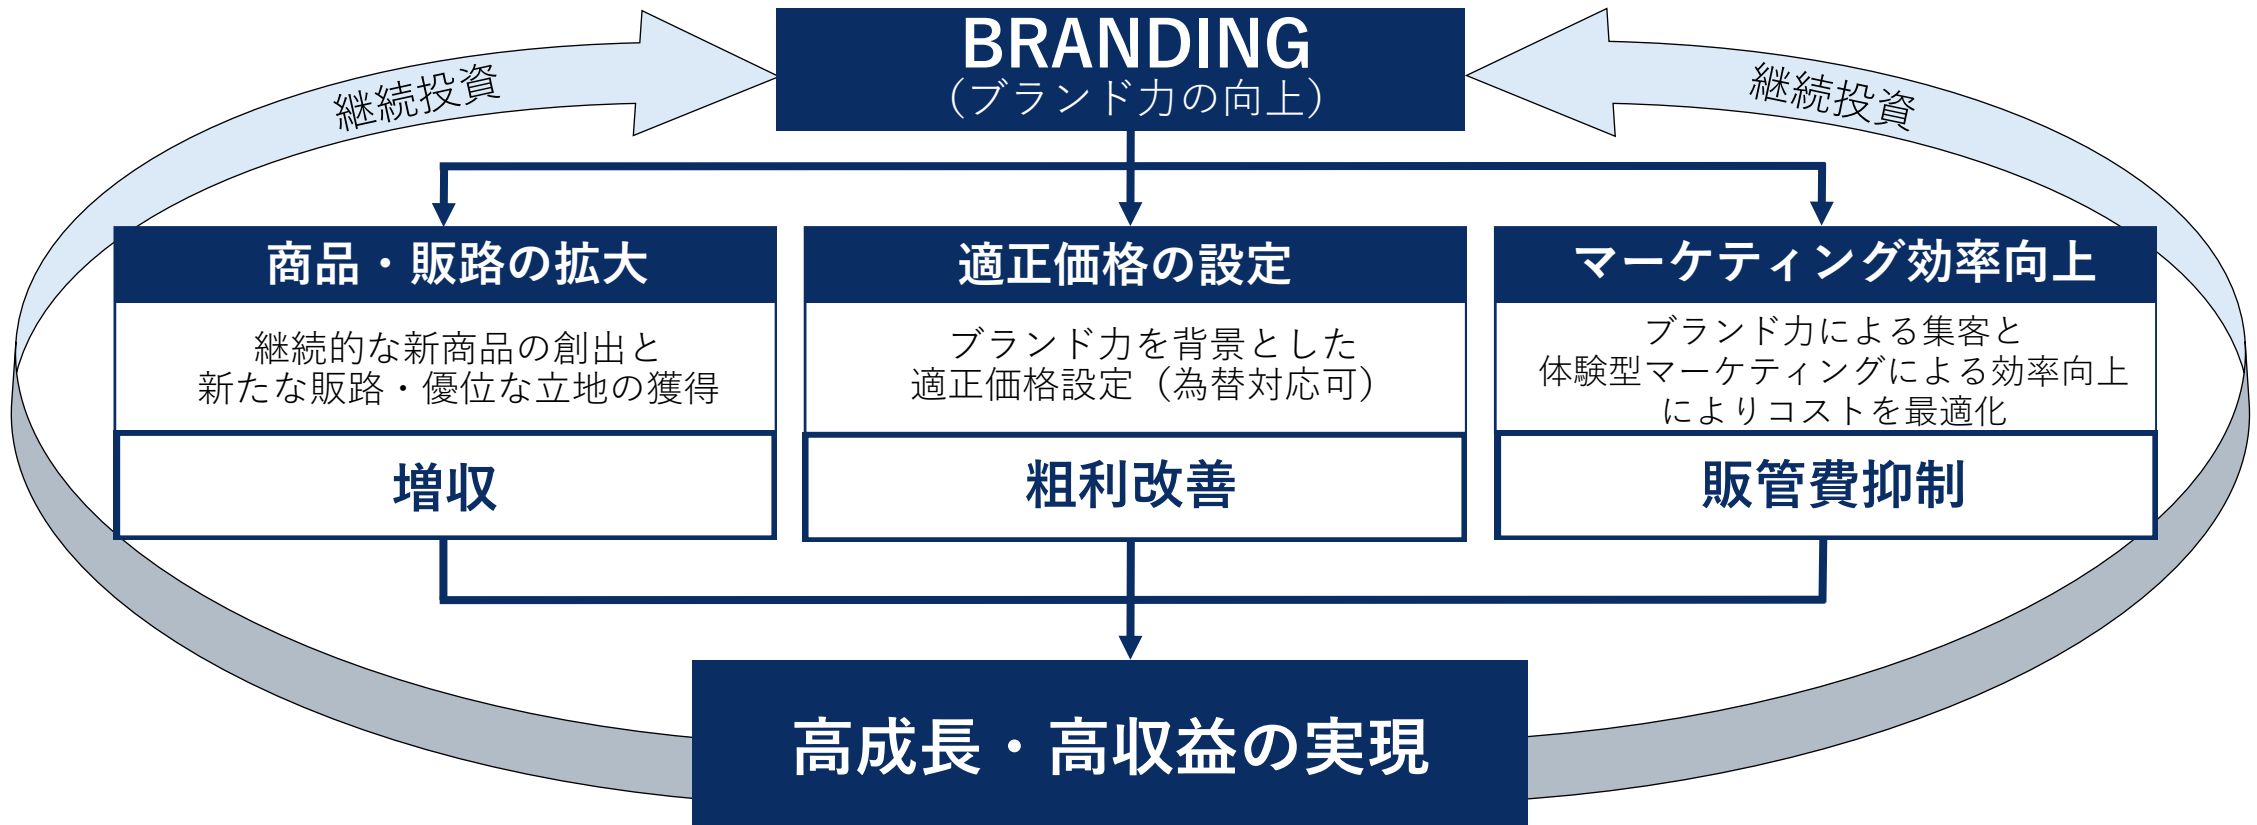 BRANDING
（ブランド力の向上）
継続投資
継続投資
商品・販路の拡大
継続的な新商品の創出と
新たな販路・優位な立地の獲得
増収
適正価格の設定
ブランド力を背景とした
適正価格設定（為替対応可）
粗利改善
マーケティング効率向上
ブランド力による集客と
体験型マーケティングによる効率向上
によりコストを最適化
販管費抑制
高成長・高収益の実現